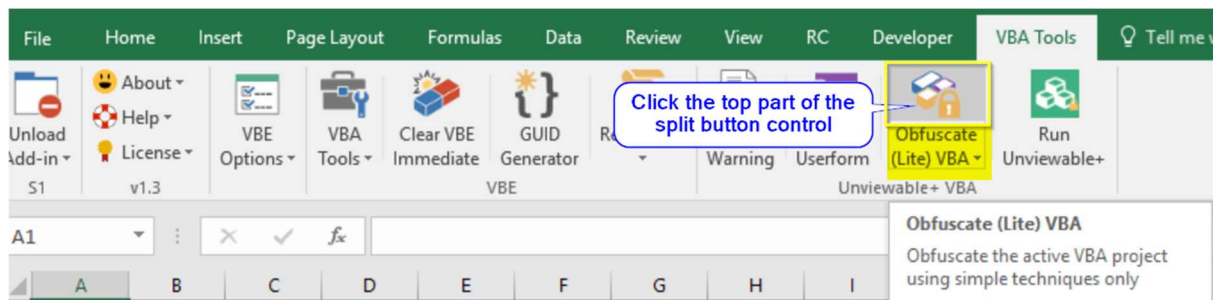 File Home Insert Page Layout Formulas Data Review View RC Developer VBA Tools Tell me
About
Help
License
Unload
Add-in
VBE
Options
VBA
Tools
Clear VBE
Immediate
GUID
Generator
Click the top part of the
split button control
Warning
Userform
Obfuscate
(Lite) VBA
Run
Unviewable+
S1 v1.3 VBE Unviewable+ VBA
A1 fx
A B C D E F G H I
Obfuscate (Lite) VBA
Obfuscate the active VBA project
using simple techniques only